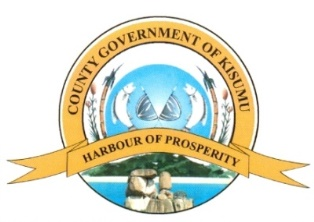 COUNTY GOVERNMENT OF KISUMU
HARBOUR OF PROSPERITY